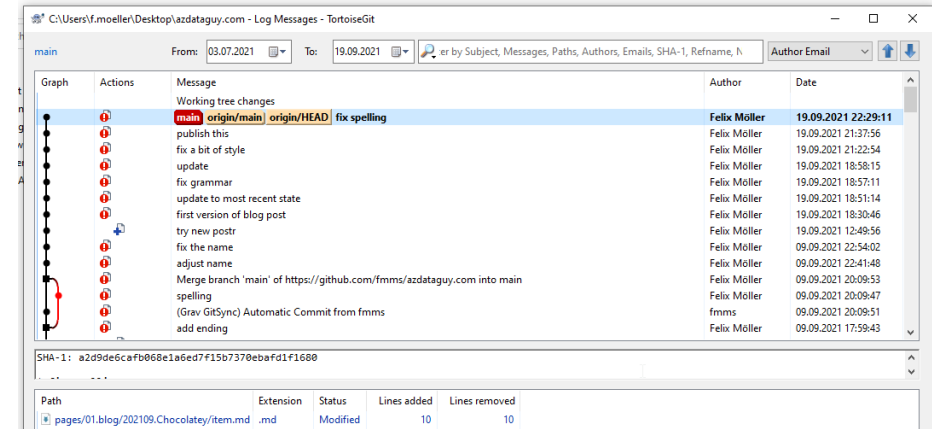 C:\Users\f.moeller\Desktop\azdataguy.com - Log Messages - TortoiseGit
main From: 03.07.2021 To: 19.09.2021 er by Subject, Messages, Paths, Authors, Emails, SHA-1, Refname, Author Email
Graph Actions Message Author Date
Working tree changes
main origin/main origin/HEAD fix spelling Felix Möller 19.09.2021 22:29:11
publish this Felix Möller 19.09.2021 21:37:56
fix a bit of style Felix Möller 19.09.2021 21:22:54
update Felix Möller 19.09.2021 18:58:15
fix grammar Felix Möller 19.09.2021 18:57:11
update to most recent state Felix Möller 19.09.2021 18:51:14
first version of blog post Felix Möller 19.09.2021 18:30:46
try new postr Felix Möller 19.09.2021 12:49:56
fix the name Felix Möller 09.09.2021 22:54:02
adjust name Felix Möller 09.09.2021 22:41:48
Merge branch 'main' of https://github.com/fmms/azdataguy.com into main Felix Möller 09.09.2021 20:09:53
spelling Felix Möller 09.09.2021 20:09:47
(Grav GitSync) Automatic Commit from fmms fmms 09.09.2021 20:09:51
add ending Felix Möller 09.09.2021 17:59:43
SHA-1: a2d9de6cafb068e1a6ed7f15b7370ebafd1f1680
Path Extension Status Lines added Lines removed
pages/01.blog/202109.Chocolatey/item.md .md Modified 10 10